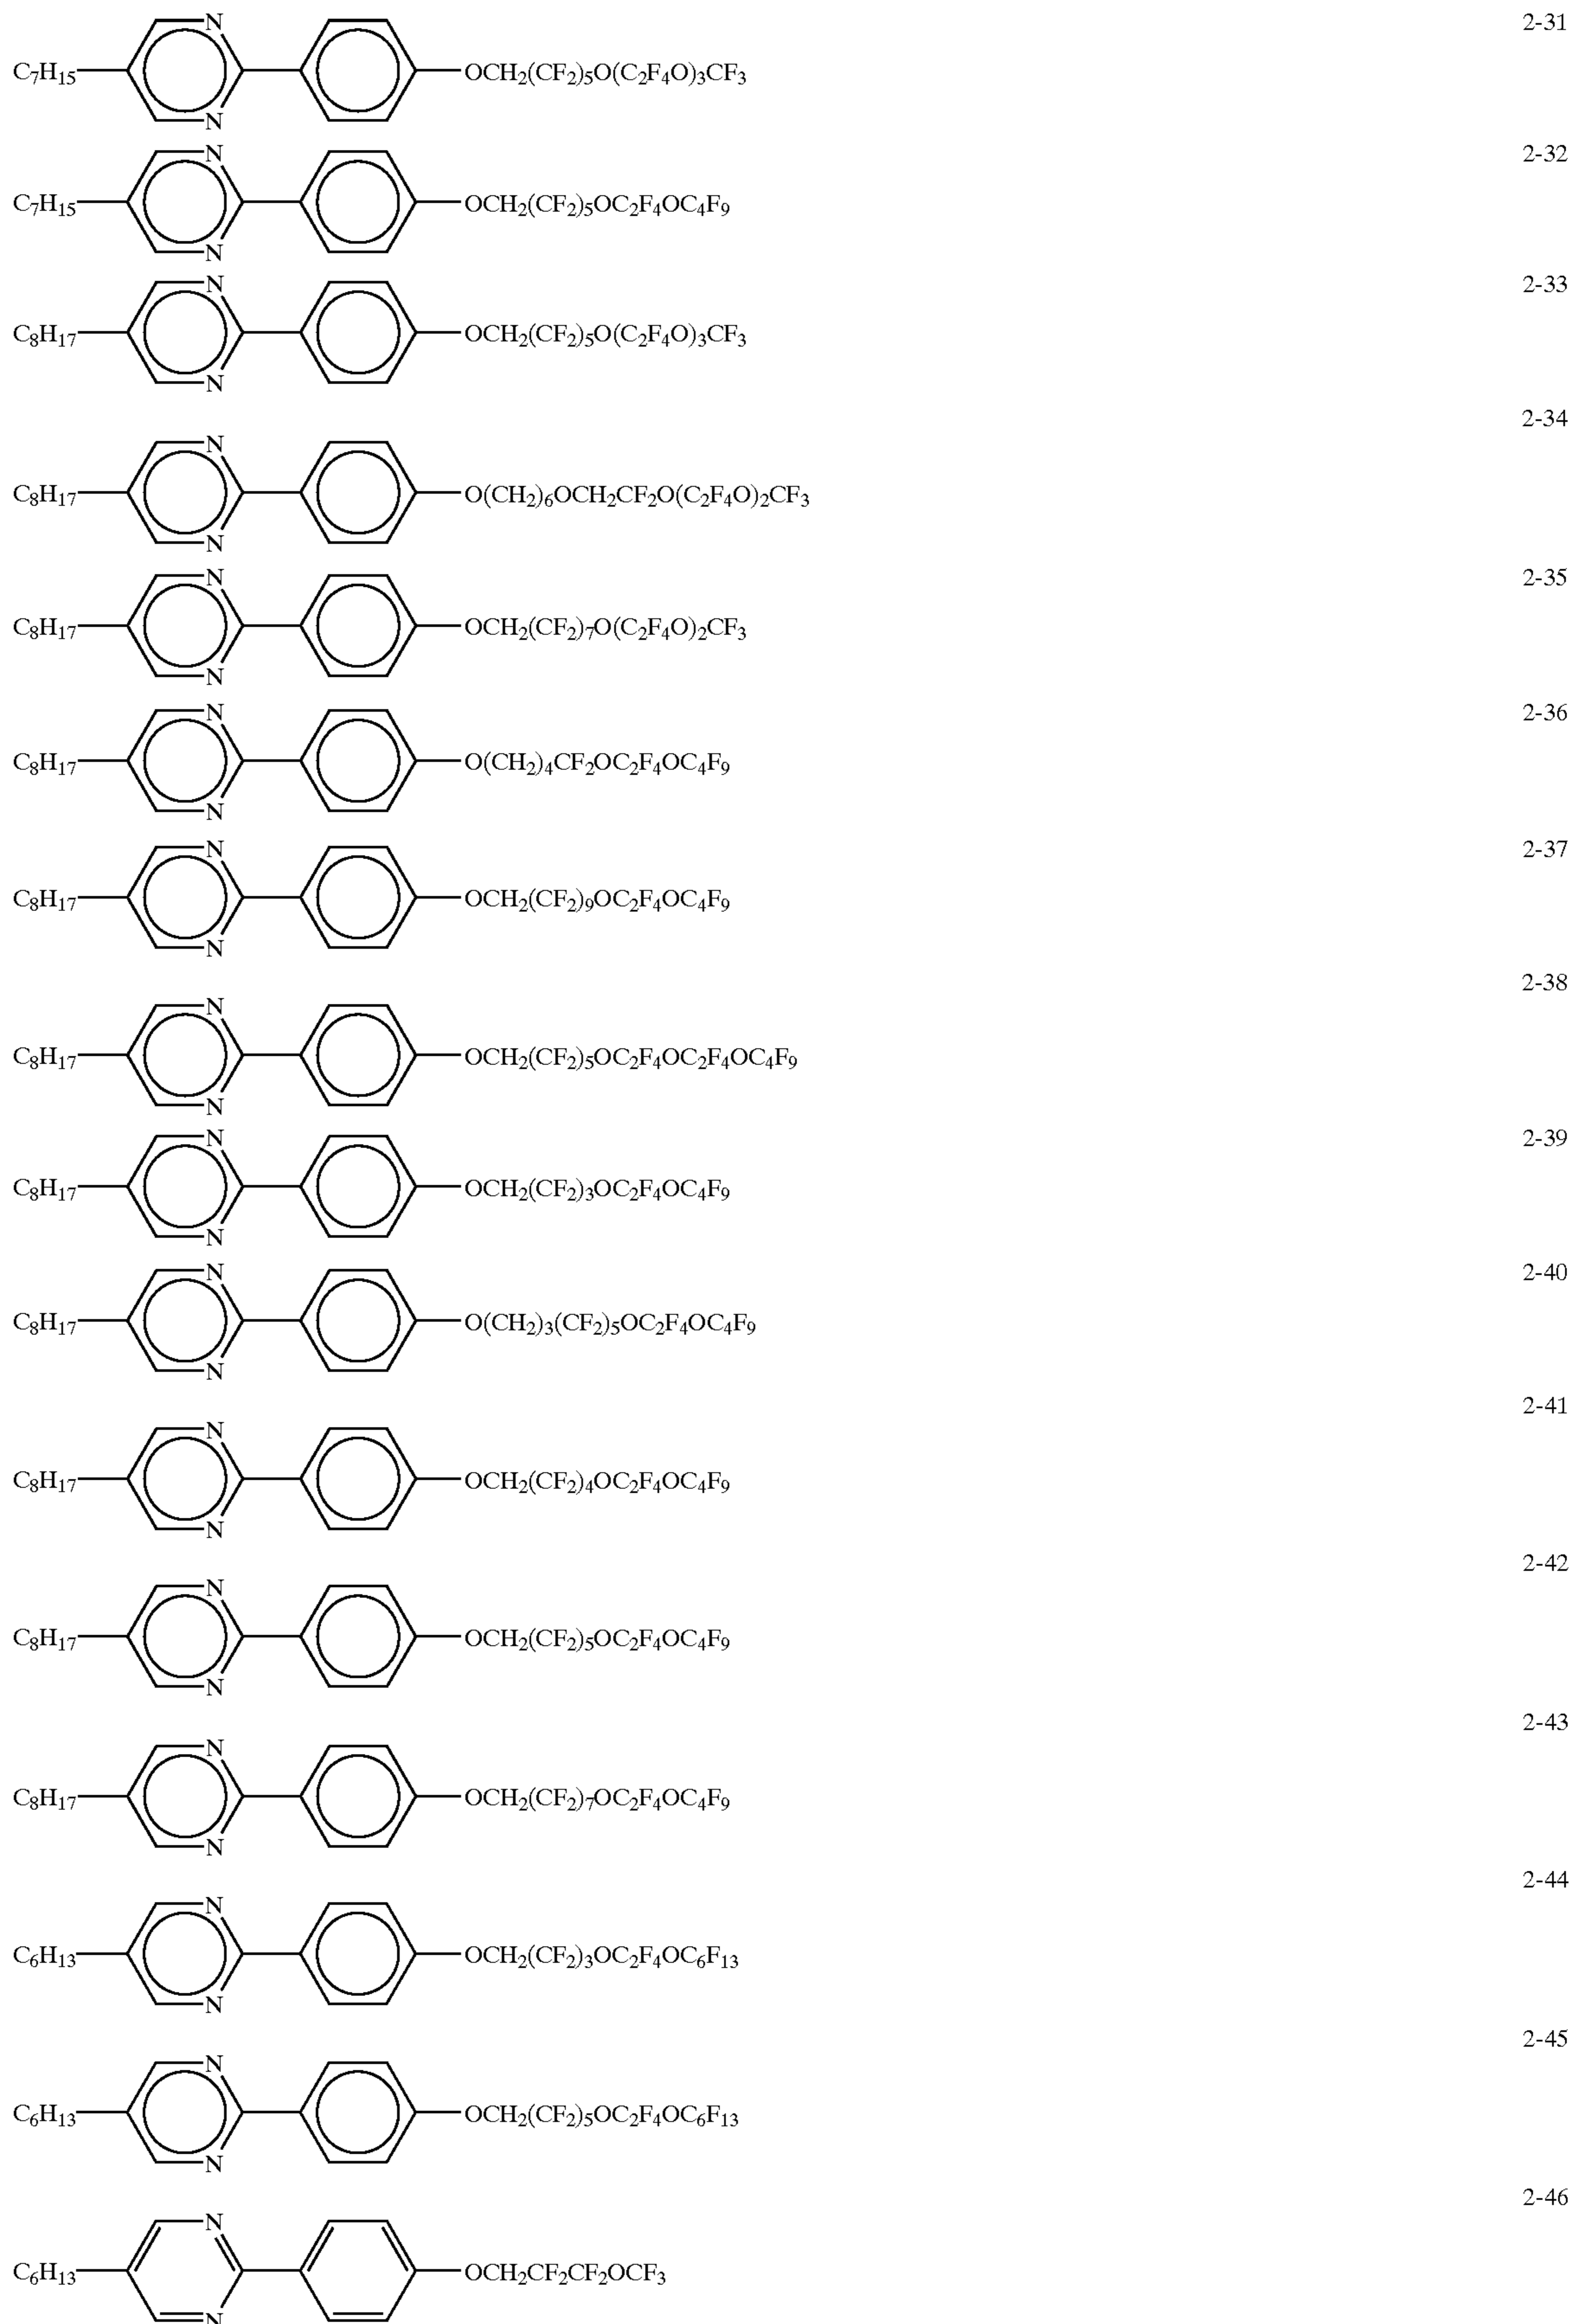 2-31
N
C7H15 OCH2(CF2)5O(C2F4O)3CF3
N
2-32
N
C7H15 OCH2(CF2)5OC2F4OC4F9
N
2-33
N
C8H17 OCH2(CF2)5O(C2F4O)3CF3
N
2-34
N
C8H17 O(CH2)6OCH2CF2O(C2F4O)2CF3
N
2-35
N
C8H17 OCH2(CF2)7O(C2F4O)2CF3
N
2-36
N
C8H17 O(CH2)4CF2OC2F4OC4F9
N
2-37
N
C8H17 OCH2(CF2)9OC2F4OC4F9
N
2-38
N
C8H17 OCH2(CF2)5OC2F4OC2F4OC4F9
N
2-39
N
C8H17 OCH2(CF2)3OC2F4OC4F9
N
2-40
N
C8H17 O(CH2)3(CF2)5OC2F4OC4F9
N
2-41
N
C8H17 OCH2(CF2)4OC2F4OC4F9
N
2-42
N
C8H17 OCH2(CF2)5OC2F4OC4F9
N
2-43
N
C8H17 OCH2(CF2)7OC2F4OC4F9
N
2-44
N
C6H13 OCH2(CF2)3OC2F4OC6F13
N
2-45
N
C6H13 OCH2(CF2)5OC2F4OC6F13
N
2-46
N
C6H13 OCH2CF2CF2OCF3
N